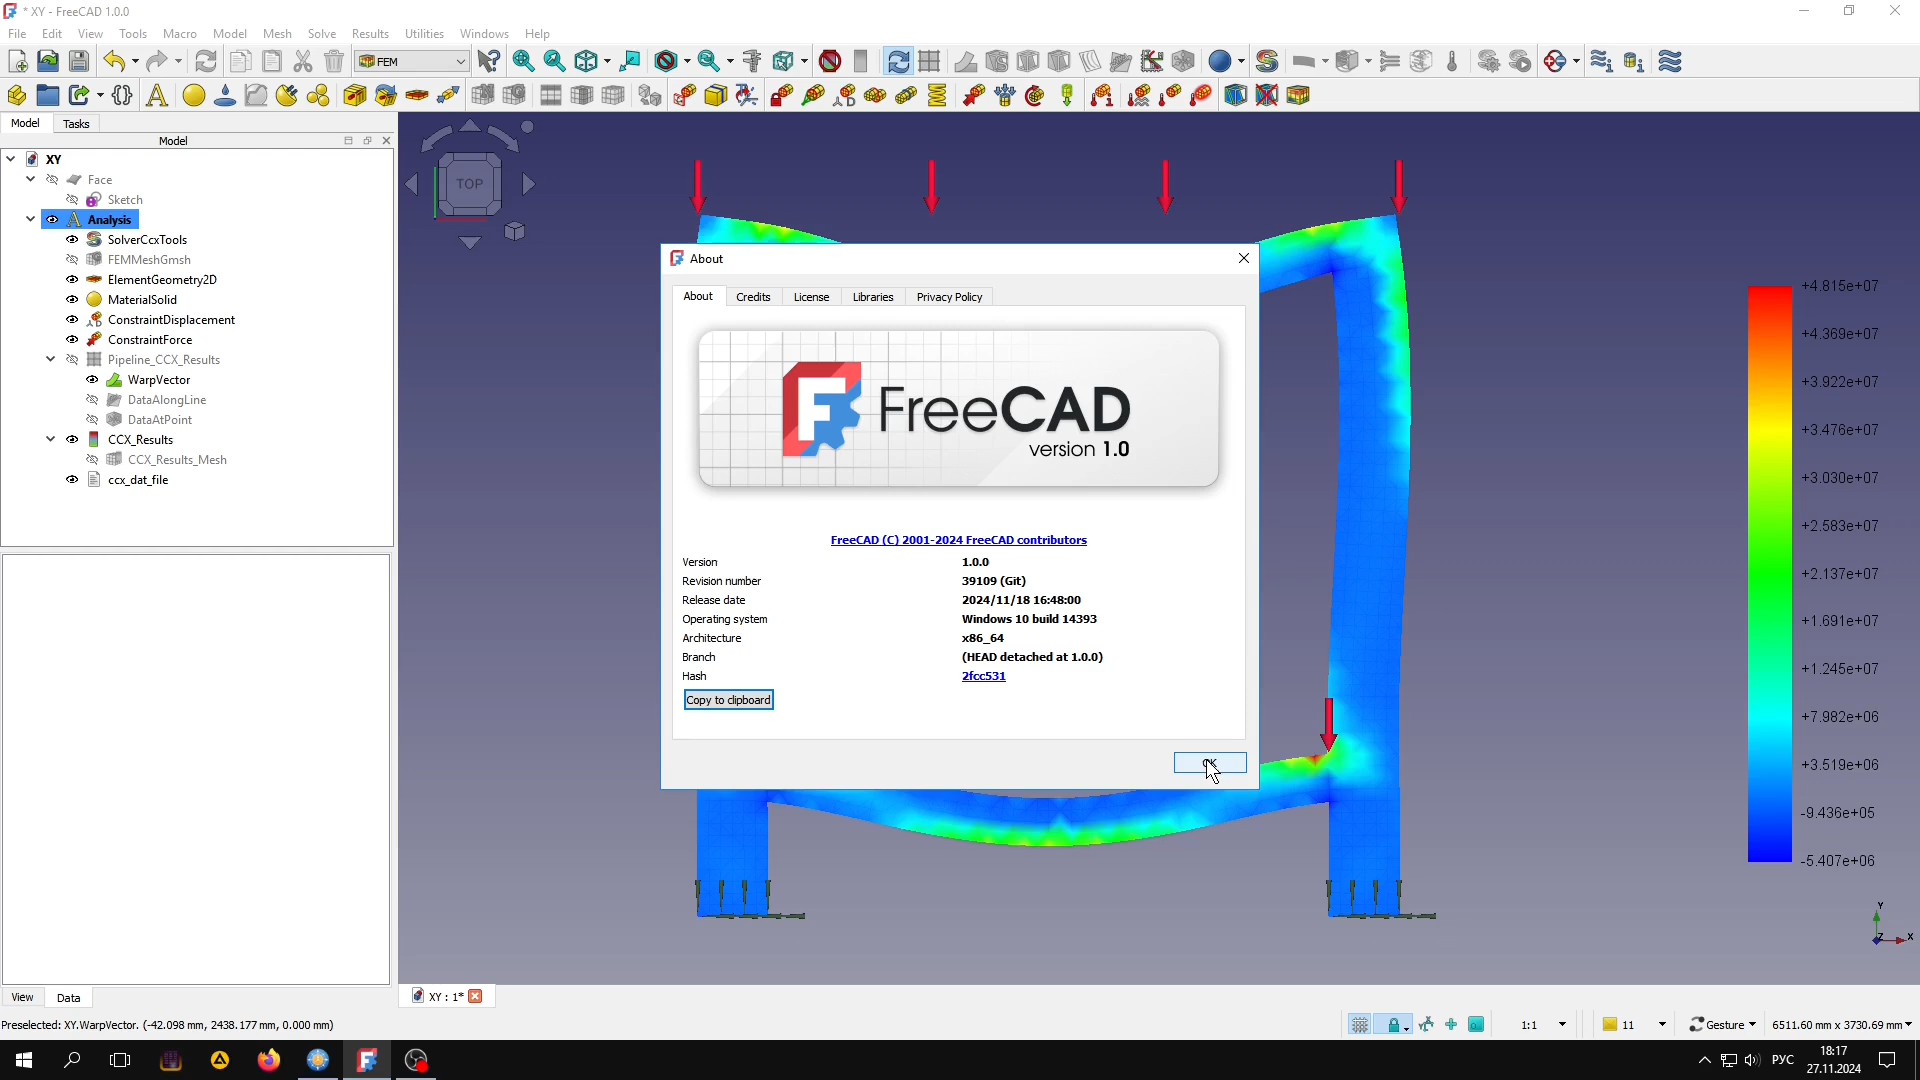 * XY - FreeCAD 1.0.0
File Edit View Tools Macro Model Mesh Solve Results Utilities Windows Help
FEM
Model Tasks
Model
XY
Face
Sketch
Analysis
SolverCcxTools
FEMMeshGmsh
ElementGeometry2D
MaterialSolid
ConstraintDisplacement
ConstraintForce
Pipeline_CCX_Results
WarpVector
DataAlongLine
DataAtPoint
CCX_Results
CCX_Results_Mesh
ccx_dat_file
View Data
TOP
About
About Credits License Libraries Privacy Policy
FreeCAD
version 1.0
FreeCAD (C) 2001-2024 FreeCAD contributors
Version 1.0.0
Revision number 39109 (Git)
Release date 2024/11/18 16:48:00
Operating system Windows 10 build 14393
Architecture x86_64
Branch (HEAD detached at 1.0.0)
Hash 2fcc531
Copy to clipboard
OK
+4.815e+07
+4.369e+07
+3.922e+07
+3.476e+07
+3.030e+07
+2.583e+07
+2.137e+07
+1.691e+07
+1.245e+07
+7.982e+06
+3.519e+06
-9.436e+05
-5.407e+06
Y
Z X
XY : 1*
Preselected: XY.WarpVector. (-42.098 mm, 2438.177 mm, 0.000 mm)
1:1 11 Gesture 6511.60 mm x 3730.69 mm
РУС
18:17
27.11.2024